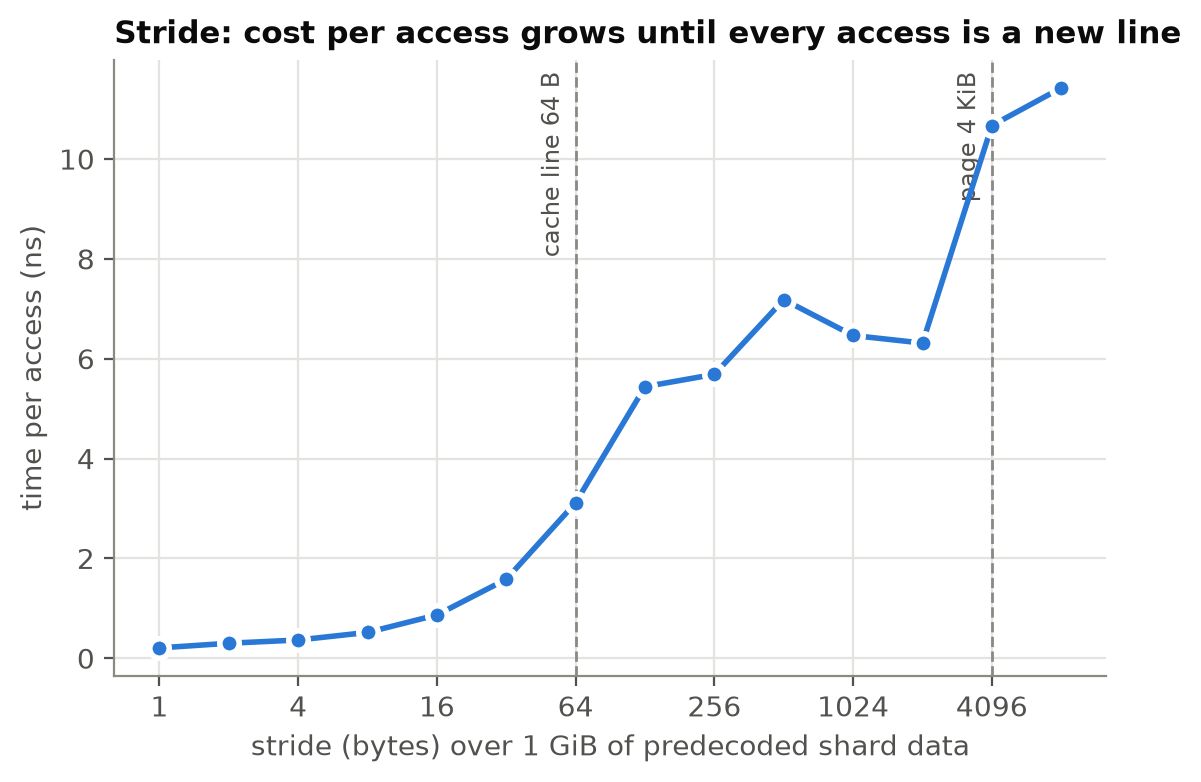 Stride: cost per access grows until every access is a new line
time per access (ns)
10
8
6
4
2
0
cache line 64 B
page 4 KiB
1
4
16
64
256
1024
4096
stride (bytes) over 1 GiB of predecoded shard data